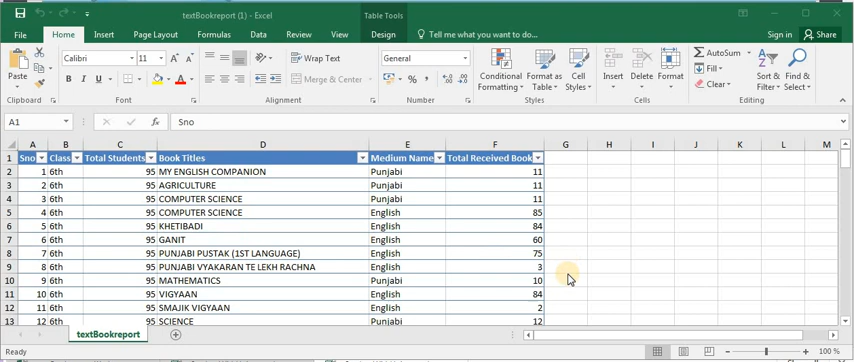 textBookreport (1) - Excel
Table Tools
File Home Insert Page Layout Formulas Data Review View Design Tell me what you want to do... Sign in Share
Paste
Calibri 11 A A
B I U
Wrap Text
Merge & Center
General
% ,
Conditional Formatting
Format as Table
Cell Styles
Insert Delete Format
AutoSum
Fill
Clear
Sort & Filter
Find & Select
Clipboard Font Alignment Number Styles Cells Editing
A1 fx Sno
A B C D E F G H I J K L M
1 Sno Class Total Students Book Titles Medium Name Total Received Book
2 1 6th 95 MY ENGLISH COMPANION Punjabi 11
3 2 6th 95 AGRICULTURE Punjabi 11
4 3 6th 95 COMPUTER SCIENCE Punjabi 11
5 4 6th 95 COMPUTER SCIENCE English 85
6 5 6th 95 KHETIBADI English 84
7 6 6th 95 GANIT English 60
8 7 6th 95 PUNJABI PUSTAK (1ST LANGUAGE) English 75
9 8 6th 95 PUNJABI VYAKARAN TE LEKH RACHNA English 3
10 9 6th 95 MATHEMATICS Punjabi 10
11 10 6th 95 VIGYAAN English 84
12 11 6th 95 SMAJIK VIGYAAN English 2
13 12 6th 95 SCIENCE Punjabi 12
textBookreport
Ready
100 %